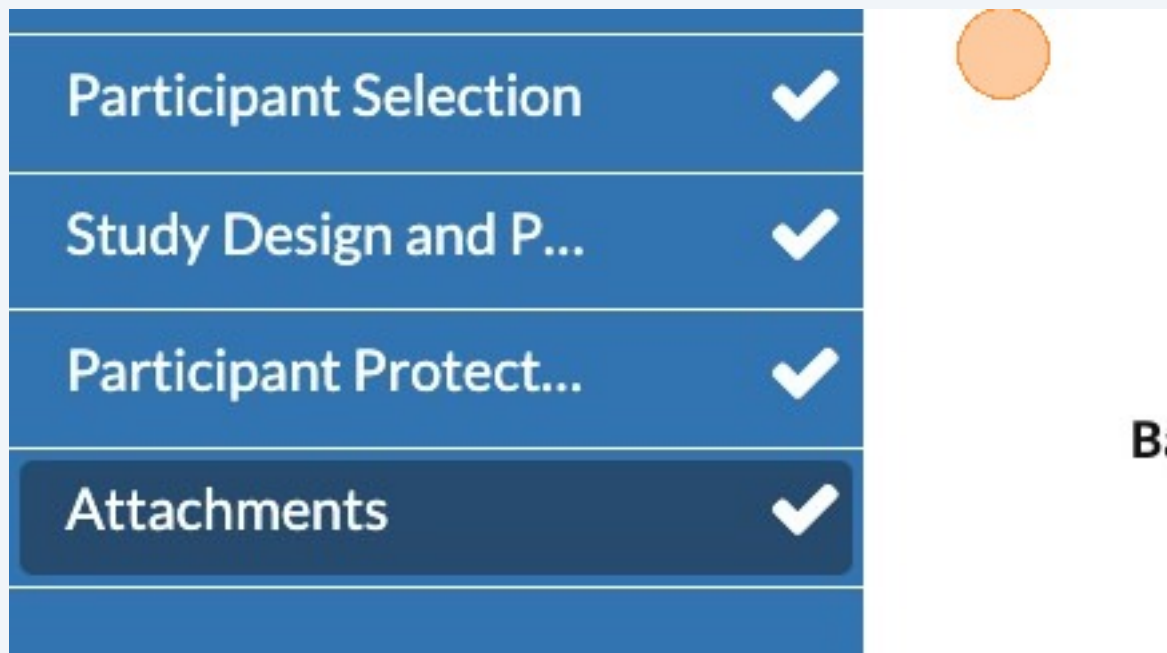 Participant Selection
Study Design and P...
Participant Protect...
Attachments